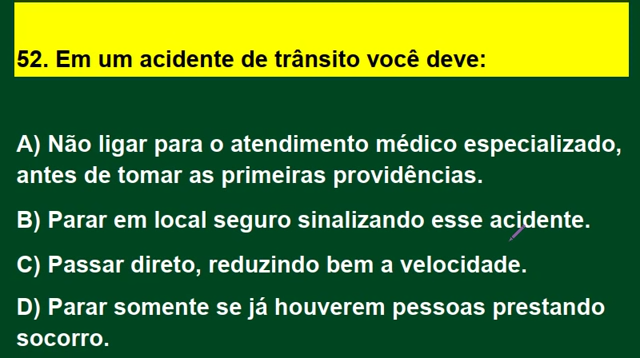 52. Em um acidente de trânsito você deve:
A) Não ligar para o atendimento médico especializado,
antes de tomar as primeiras providências.
B) Parar em local seguro sinalizando esse acidente.
C) Passar direto, reduzindo bem a velocidade.
D) Parar somente se já houverem pessoas prestando
socorro.